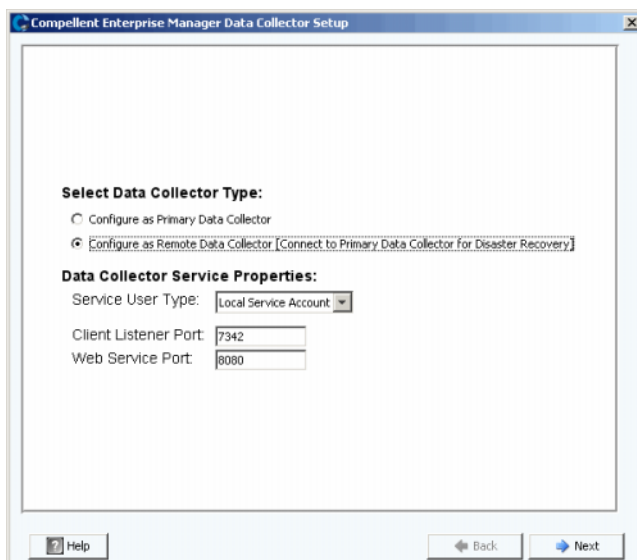 Compellent Enterprise Manager Data Collector Setup
Select Data Collector Type:
Configure as Primary Data Collector
Configure as Remote Data Collector [Connect to Primary Data Collector for Disaster Recovery]
Data Collector Service Properties:
Service User Type: Local Service Account
Client Listener Port: 7342
Web Service Port: 8080
? Help
Back
Next